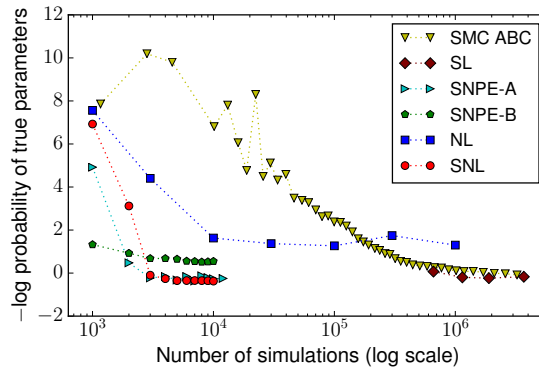 12
10
8
6
4
2
0
−2
−log probability of true parameters
SMC ABC
SL
SNPE-A
SNPE-B
NL
SNL
10³
10⁴
10⁵
10⁶
Number of simulations (log scale)